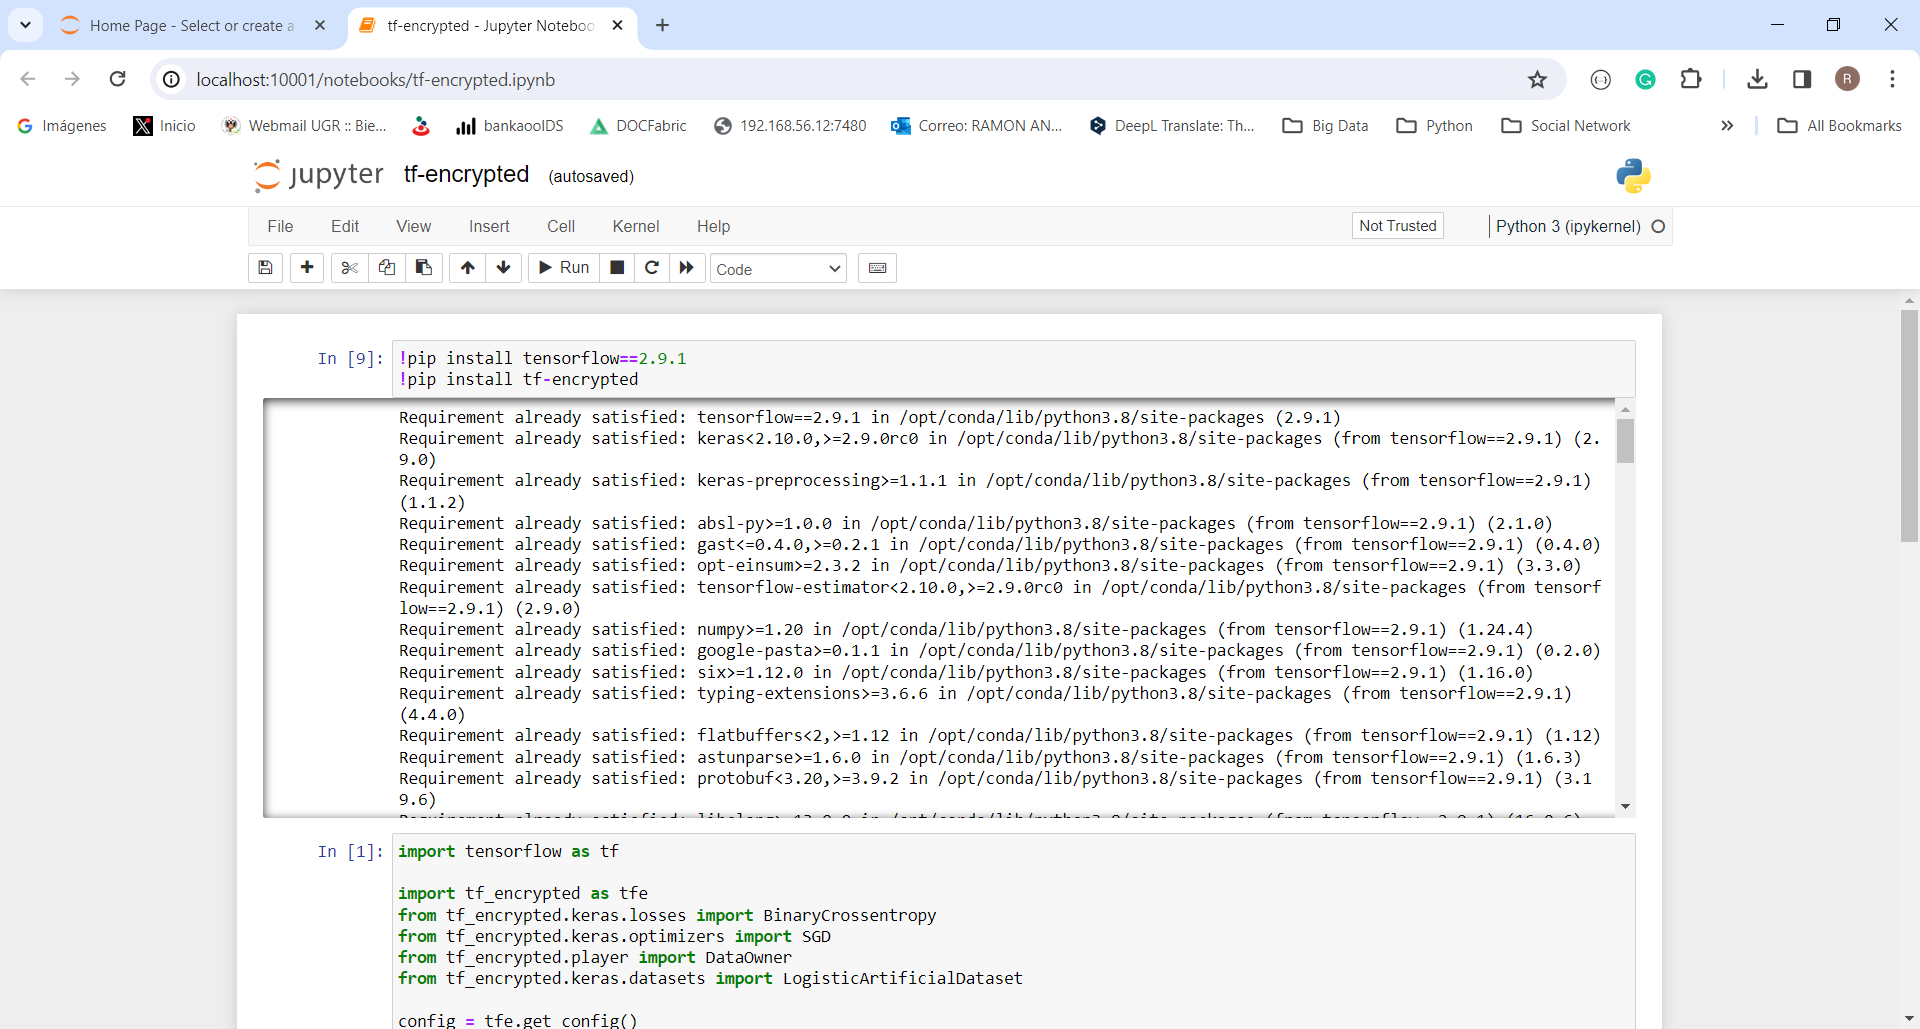 Home Page - Select or create a
tf-encrypted - Jupyter Noteboo
localhost:10001/notebooks/tf-encrypted.ipynb
R
Imágenes
Inicio
Webmail UGR :: Bie...
bankaoolDS
DOCFabric
192.168.56.12:7480
Correo: RAMON AN...
DeepL Translate: Th...
Big Data
Python
Social Network
All Bookmarks
jupyter tf-encrypted (autosaved)
File Edit View Insert Cell Kernel Help
Not Trusted
Python 3 (ipykernel)
Run
Code
In [9]: !pip install tensorflow==2.9.1
!pip install tf-encrypted
Requirement already satisfied: tensorflow==2.9.1 in /opt/conda/lib/python3.8/site-packages (2.9.1)
Requirement already satisfied: keras<2.10.0,>=2.9.0rc0 in /opt/conda/lib/python3.8/site-packages (from tensorflow==2.9.1) (2.
9.0)
Requirement already satisfied: keras-preprocessing>=1.1.1 in /opt/conda/lib/python3.8/site-packages (from tensorflow==2.9.1)
(1.1.2)
Requirement already satisfied: absl-py>=1.0.0 in /opt/conda/lib/python3.8/site-packages (from tensorflow==2.9.1) (2.1.0)
Requirement already satisfied: gast<=0.4.0,>=0.2.1 in /opt/conda/lib/python3.8/site-packages (from tensorflow==2.9.1) (0.4.0)
Requirement already satisfied: opt-einsum>=2.3.2 in /opt/conda/lib/python3.8/site-packages (from tensorflow==2.9.1) (3.3.0)
Requirement already satisfied: tensorflow-estimator<2.10.0,>=2.9.0rc0 in /opt/conda/lib/python3.8/site-packages (from tensorf
low==2.9.1) (2.9.0)
Requirement already satisfied: numpy>=1.20 in /opt/conda/lib/python3.8/site-packages (from tensorflow==2.9.1) (1.24.4)
Requirement already satisfied: google-pasta>=0.1.1 in /opt/conda/lib/python3.8/site-packages (from tensorflow==2.9.1) (0.2.0)
Requirement already satisfied: six>=1.12.0 in /opt/conda/lib/python3.8/site-packages (from tensorflow==2.9.1) (1.16.0)
Requirement already satisfied: typing-extensions>=3.6.6 in /opt/conda/lib/python3.8/site-packages (from tensorflow==2.9.1)
(4.4.0)
Requirement already satisfied: flatbuffers<2,>=1.12 in /opt/conda/lib/python3.8/site-packages (from tensorflow==2.9.1) (1.12)
Requirement already satisfied: astunparse>=1.6.0 in /opt/conda/lib/python3.8/site-packages (from tensorflow==2.9.1) (1.6.3)
Requirement already satisfied: protobuf<3.20,>=3.9.2 in /opt/conda/lib/python3.8/site-packages (from tensorflow==2.9.1) (3.1
9.6)
In [1]: import tensorflow as tf
import tf_encrypted as tfe
from tf_encrypted.keras.losses import BinaryCrossentropy
from tf_encrypted.keras.optimizers import SGD
from tf_encrypted.player import DataOwner
from tf_encrypted.keras.datasets import LogisticArtificialDataset
config = tfe.get_config()